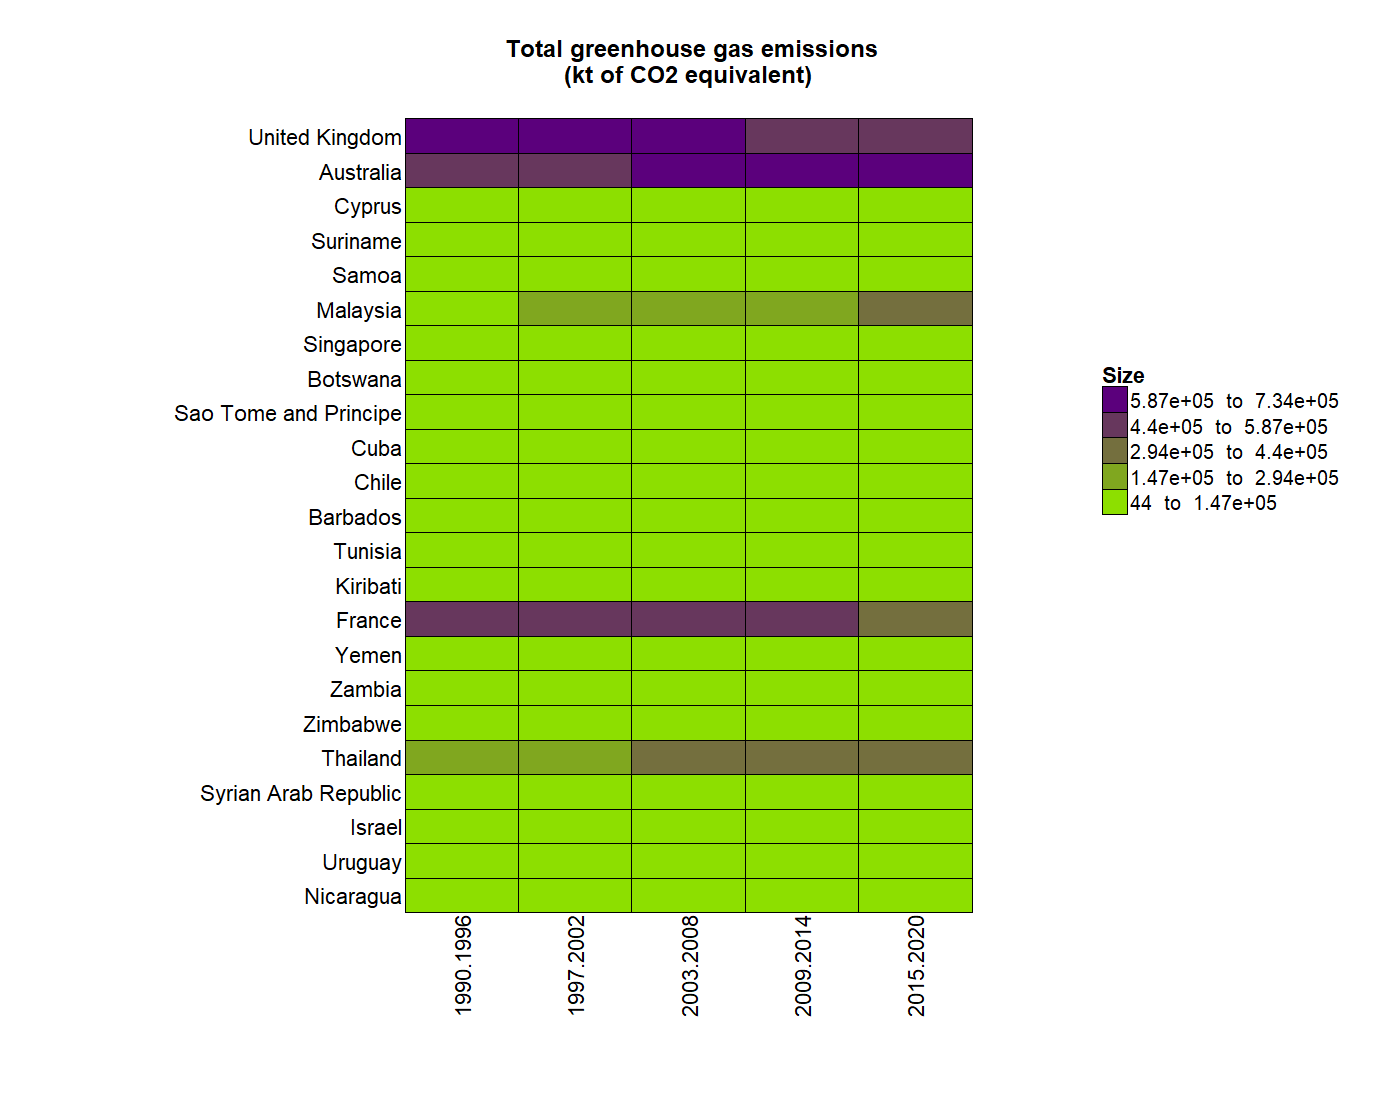 Total greenhouse gas emissions
(kt of CO2 equivalent)
United Kingdom
Australia
Cyprus
Suriname
Samoa
Malaysia
Singapore
Botswana
Sao Tome and Principe
Cuba
Chile
Barbados
Tunisia
Kiribati
France
Yemen
Zambia
Zimbabwe
Thailand
Syrian Arab Republic
Israel
Uruguay
Nicaragua
1990.1996
1997.2002
2003.2008
2009.2014
2015.2020
Size
5.87e+05 to 7.34e+05
4.4e+05 to 5.87e+05
2.94e+05 to 4.4e+05
1.47e+05 to 2.94e+05
44 to 1.47e+05